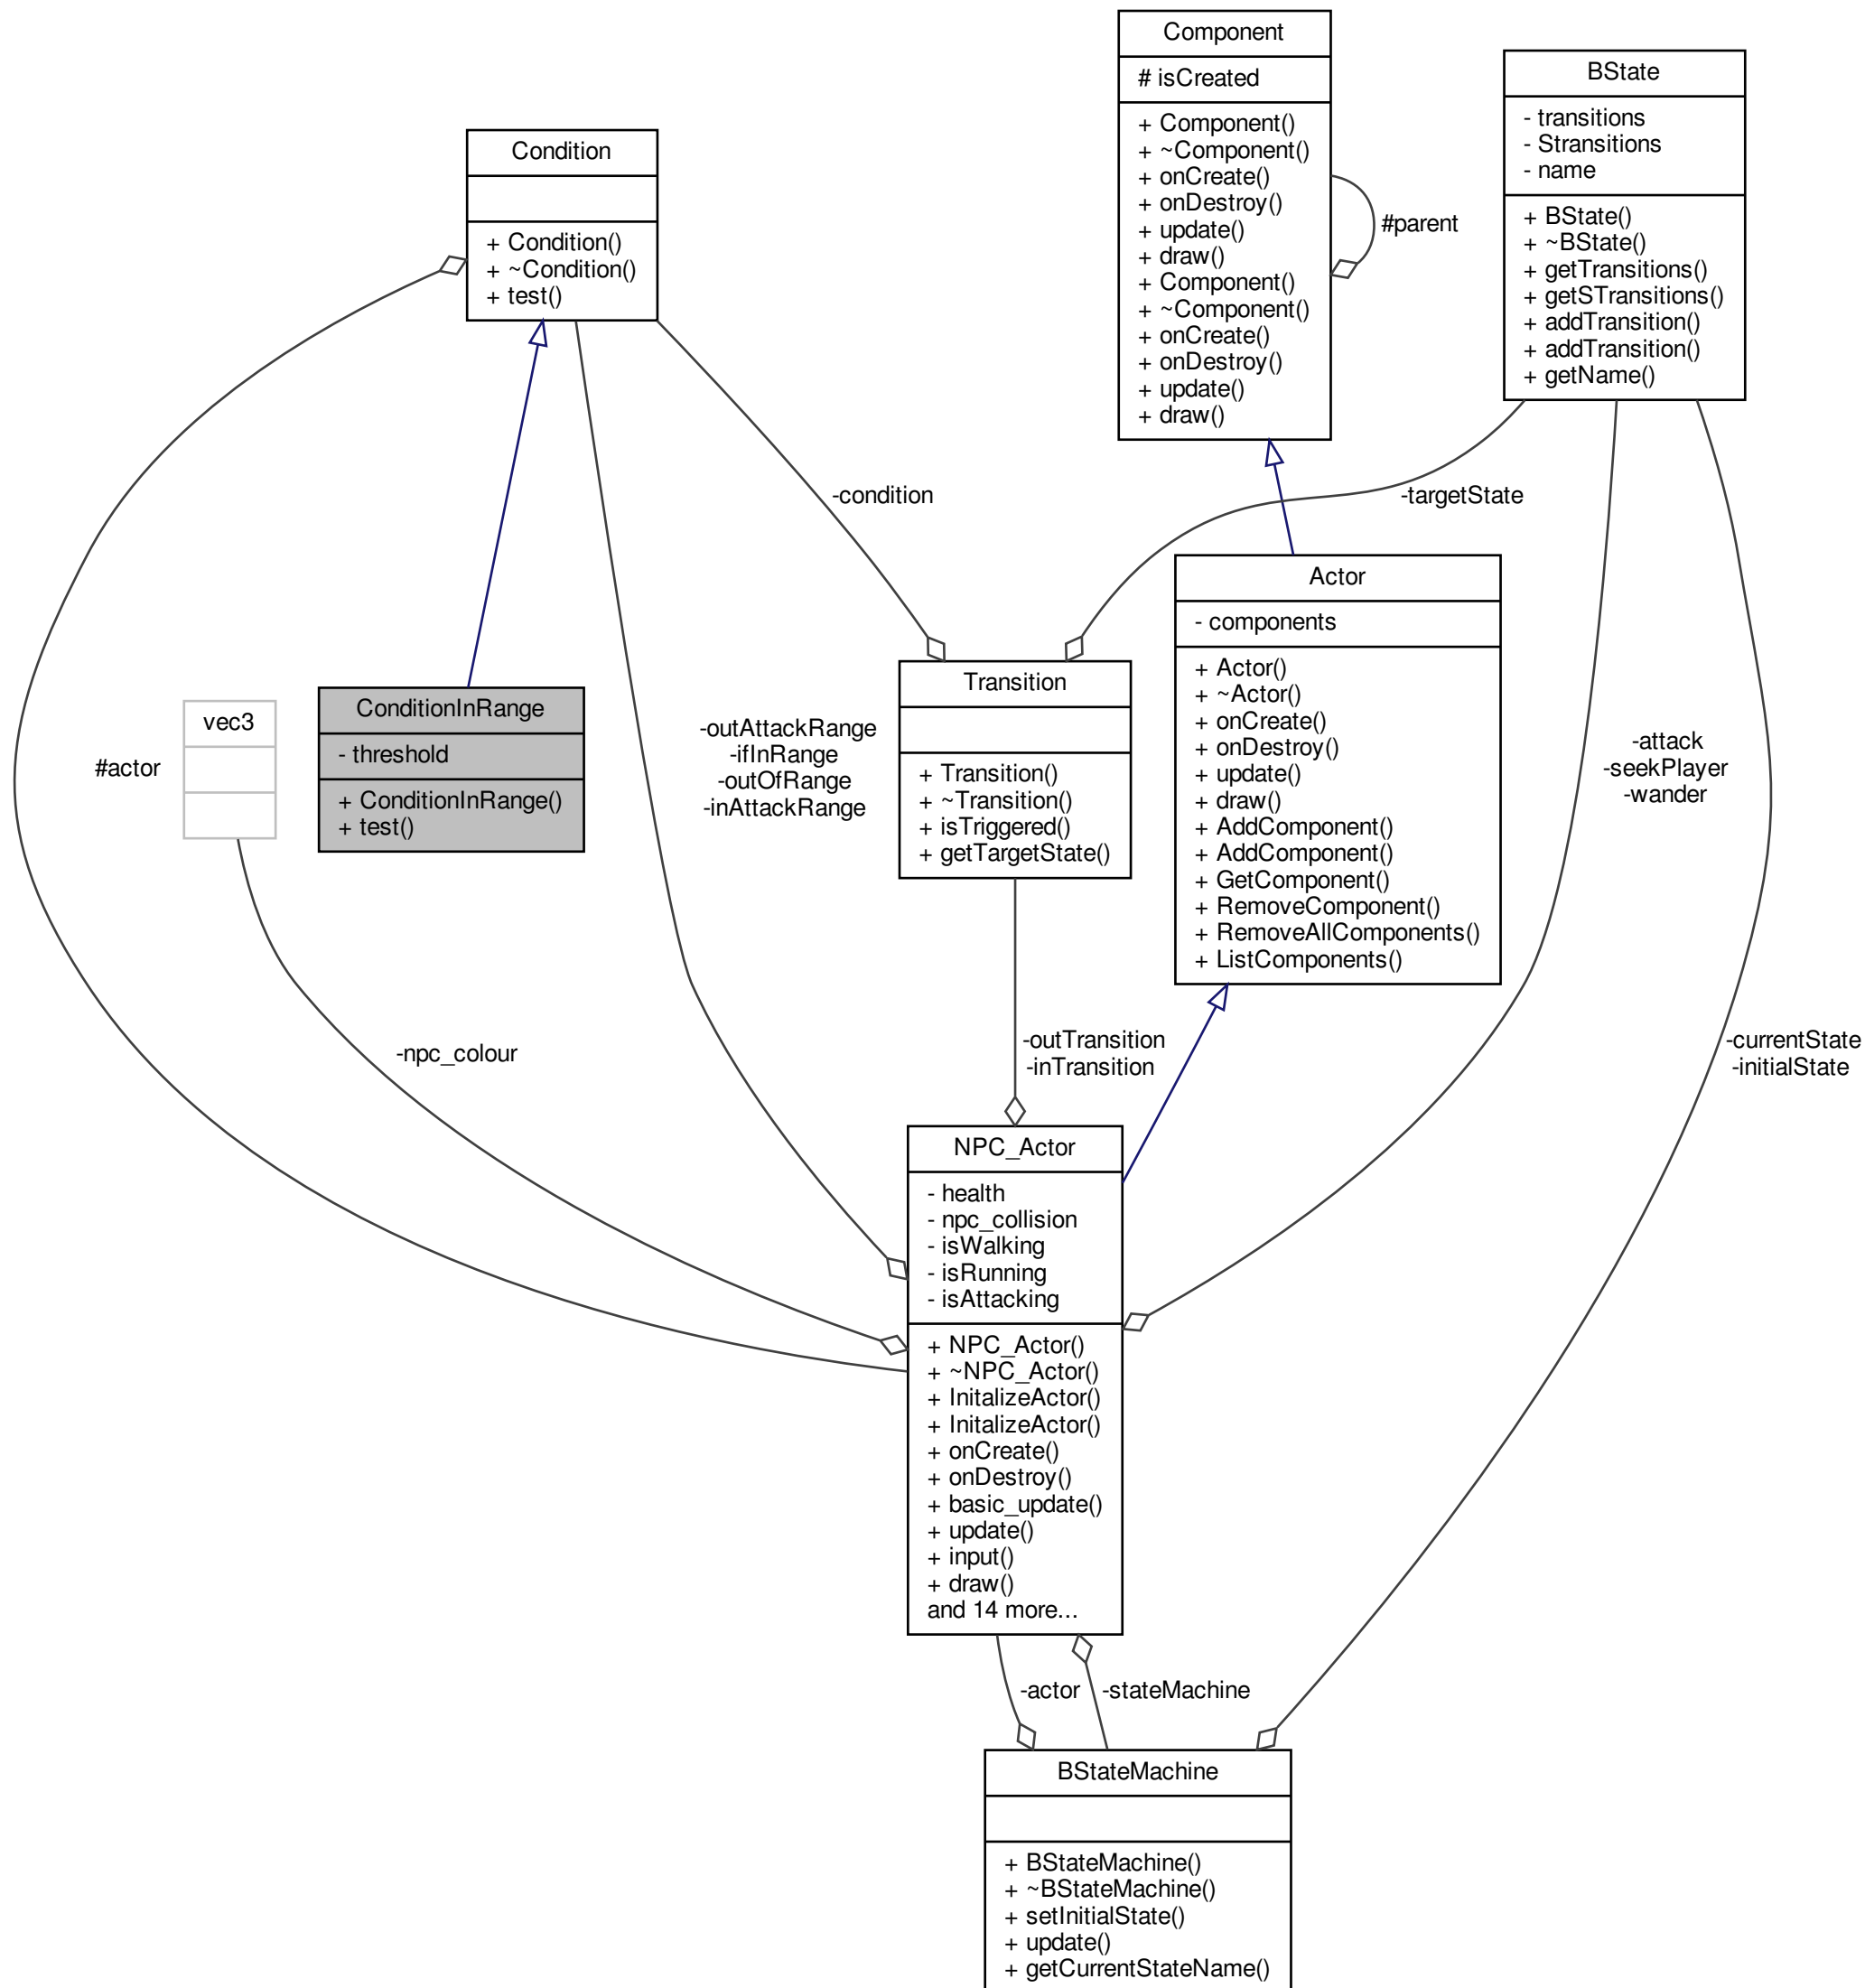 Component
# isCreated
+ Component()
+ ~Component()
+ onCreate()
+ onDestroy()
+ update()
+ draw()
+ Component()
+ ~Component()
+ onCreate()
+ onDestroy()
+ update()
+ draw()
#parent
BState
- transitions
- Stransitions
- name
+ BState()
+ ~BState()
+ getTransitions()
+ getSTransitions()
+ addTransition()
+ addTransition()
+ getName()
Condition
+ Condition()
+ ~Condition()
+ test()
-condition
-targetState
Actor
- components
+ Actor()
+ ~Actor()
+ onCreate()
+ onDestroy()
+ update()
+ draw()
+ AddComponent()
+ AddComponent()
+ GetComponent()
+ RemoveComponent()
+ RemoveAllComponents()
+ ListComponents()
Transition
+ Transition()
+ ~Transition()
+ isTriggered()
+ getTargetState()
ConditionInRange
- threshold
+ ConditionInRange()
+ test()
vec3
#actor
-outAttackRange
-ifInRange
-outOfRange
-inAttackRange
-attack
-seekPlayer
-wander
-npc_colour
-outTransition
-inTransition
-currentState
-initialState
NPC_Actor
- health
- npc_collision
- isWalking
- isRunning
- isAttacking
+ NPC_Actor()
+ ~NPC_Actor()
+ InitalizeActor()
+ InitalizeActor()
+ onCreate()
+ onDestroy()
+ basic_update()
+ update()
+ input()
+ draw()
and 14 more...
-actor
-stateMachine
BStateMachine
+ BStateMachine()
+ ~BStateMachine()
+ setInitialState()
+ update()
+ getCurrentStateName()